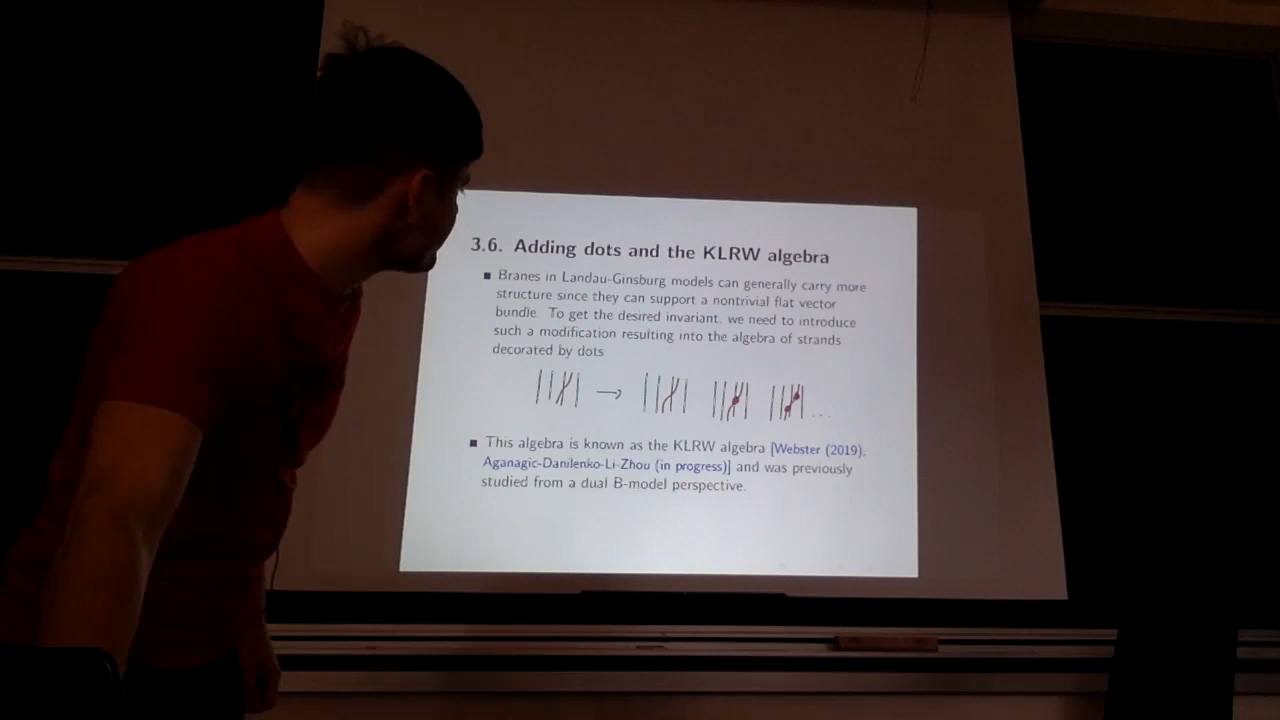 3.6. Adding dots and the KLRW algebra
Branes in Landau-Ginsburg models can generally carry more
structure since they can support a nontrivial flat vector
bundle. To get the desired invariant, we need to introduce
such a modification resulting into the algebra of strands
decorated by dots
This algebra is known as the KLRW algebra [Webster (2019),
Aganagic-Danilenko-Li-Zhou (in progress)] and was previously
studied from a dual B-model perspective.